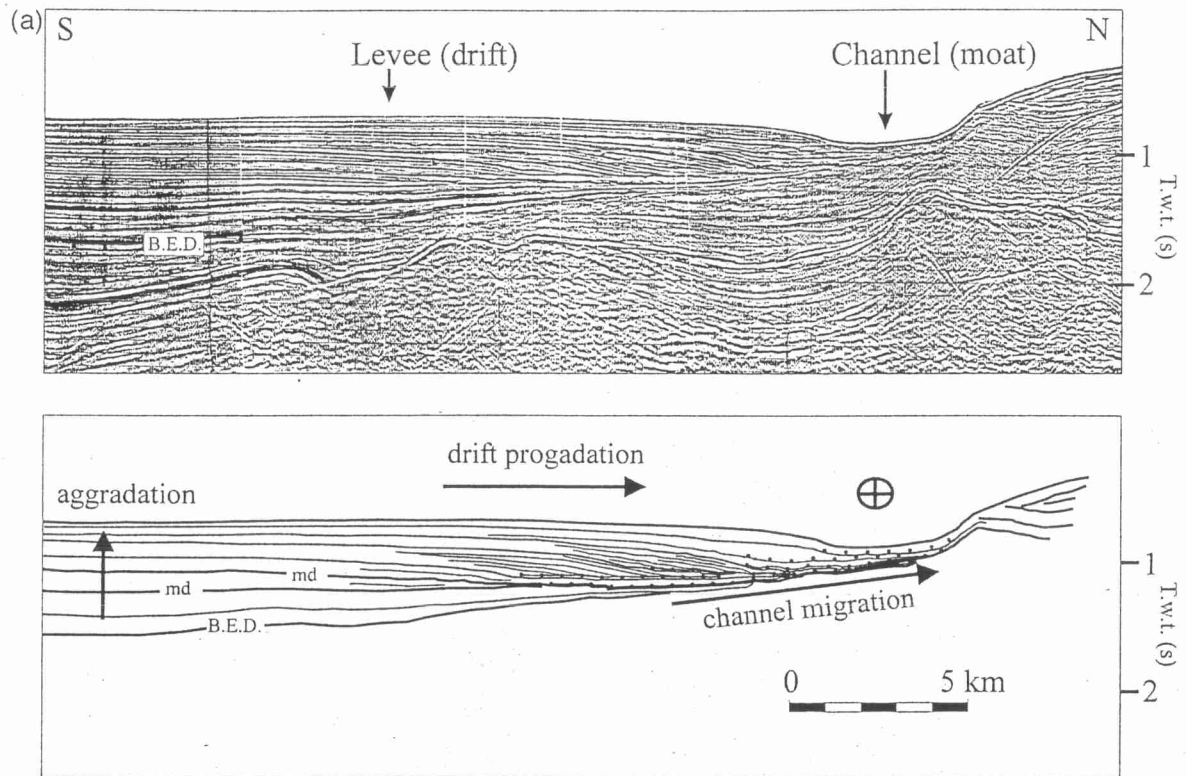 (a)
S N
Levee (drift) Channel (moat)
1
T.w.t. (s)
B.E.D.
2
drift progadation
aggradation
md
md
1
channel migration
B.E.D.
T.w.t. (s)
0 5 km
2